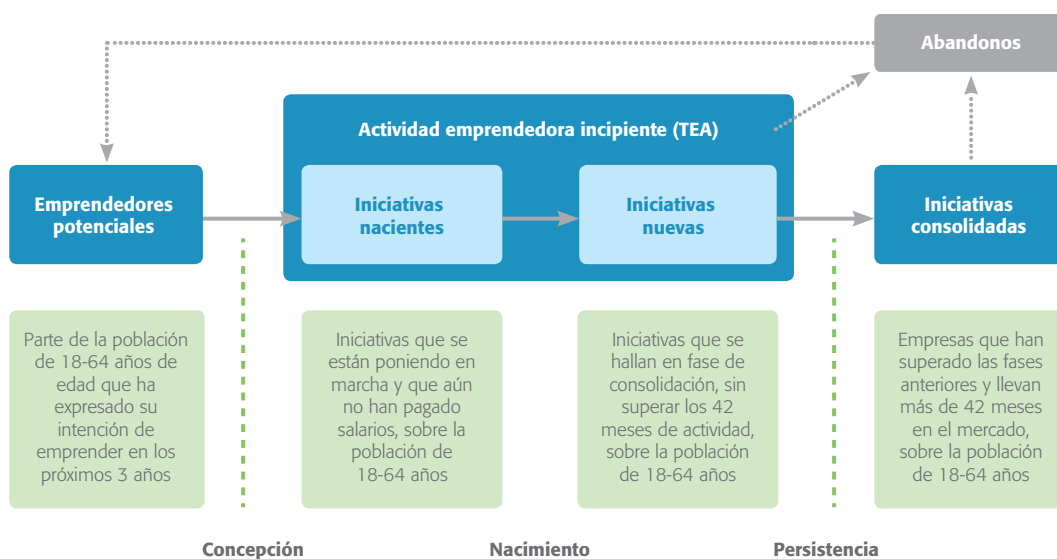 Abandonos
Actividad emprendedora incipiente (TEA)
Emprendedores
potenciales
Iniciativas
nacientes
Iniciativas
nuevas
Iniciativas
consolidadas
Parte de la población
de 18-64 años de
edad que ha
expresado su
intención de
emprender en los
próximos 3 años
Iniciativas que se
están poniendo en
marcha y que aún
no han pagado
salarios, sobre la
población de
18-64 años
Iniciativas que se
hallan en fase de
consolidación, sin
superar los 42
meses de actividad,
sobre la población
de 18-64 años
Empresas que han
superado las fases
anteriores y llevan
más de 42 meses
en el mercado,
sobre la población
de 18-64 años
Concepción
Nacimiento
Persistencia